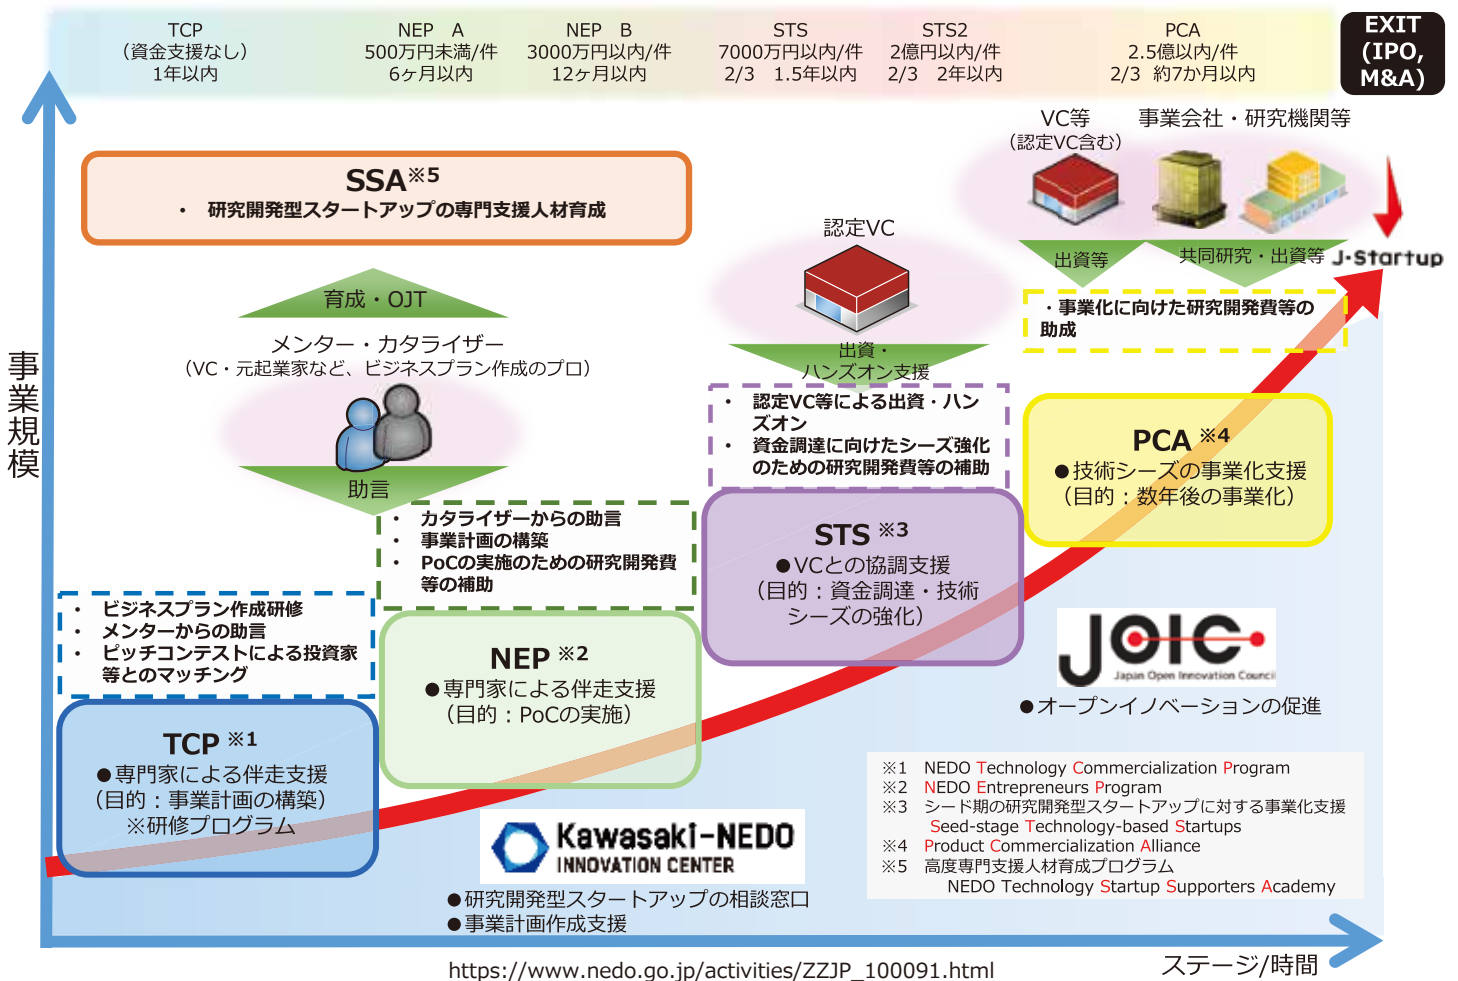 TCP
（資金支援なし）
1年以内
NEP　A
500万円未満/件
6ヶ月以内
NEP　B
3000万円以内/件
12ヶ月以内
STS
7000万円以内/件
2/3　1.5年以内
STS2
2億円以内/件
2/3　2年以内
PCA
2.5億以内/件
2/3　約7か月以内
EXIT
(IPO,
M&A)
VC等
（認定VC含む）
事業会社・研究機関等
SSA※5
・ 研究開発型スタートアップの専門支援人材育成
認定VC
出資等
共同研究・出資等
J-Startup
育成・OJT
・事業化に向けた研究開発費等の
助成
メンター・カタライザー
（VC・元起業家など、ビジネスプラン作成のプロ）
出資・
ハンズオン支援
事業規模
・ 認定VC等による出資・ハン
ズオン
・ 資金調達に向けたシーズ強化
のための研究開発費等の補助
PCA ※4
●技術シーズの事業化支援
（目的：数年後の事業化）
助言
・ カタライザーからの助言
・ 事業計画の構築
・ PoCの実施のための研究開発費
等の補助
STS ※3
●VCとの協調支援
（目的：資金調達・技術
シーズの強化）
・ ビジネスプラン作成研修
・ メンターからの助言
・ ピッチコンテストによる投資家
等とのマッチング
NEP ※2
●専門家による伴走支援
（目的：PoCの実施）
JOIC
Japan Open Innovation Council
●オープンイノベーションの促進
TCP ※1
●専門家による伴走支援
（目的：事業計画の構築）
※研修プログラム
※1　NEDO Technology Commercialization Program
※2　NEDO Entrepreneurs Program
※3　シード期の研究開発型スタートアップに対する事業化支援
Seed-stage Technology-based Startups
※4　Product Commercialization Alliance
※5　高度専門支援人材育成プログラム
NEDO Technology Startup Supporters Academy
Kawasaki-NEDO
INNOVATION CENTER
●研究開発型スタートアップの相談窓口
●事業計画作成支援
https://www.nedo.go.jp/activities/ZZJP_100091.html
ステージ/時間